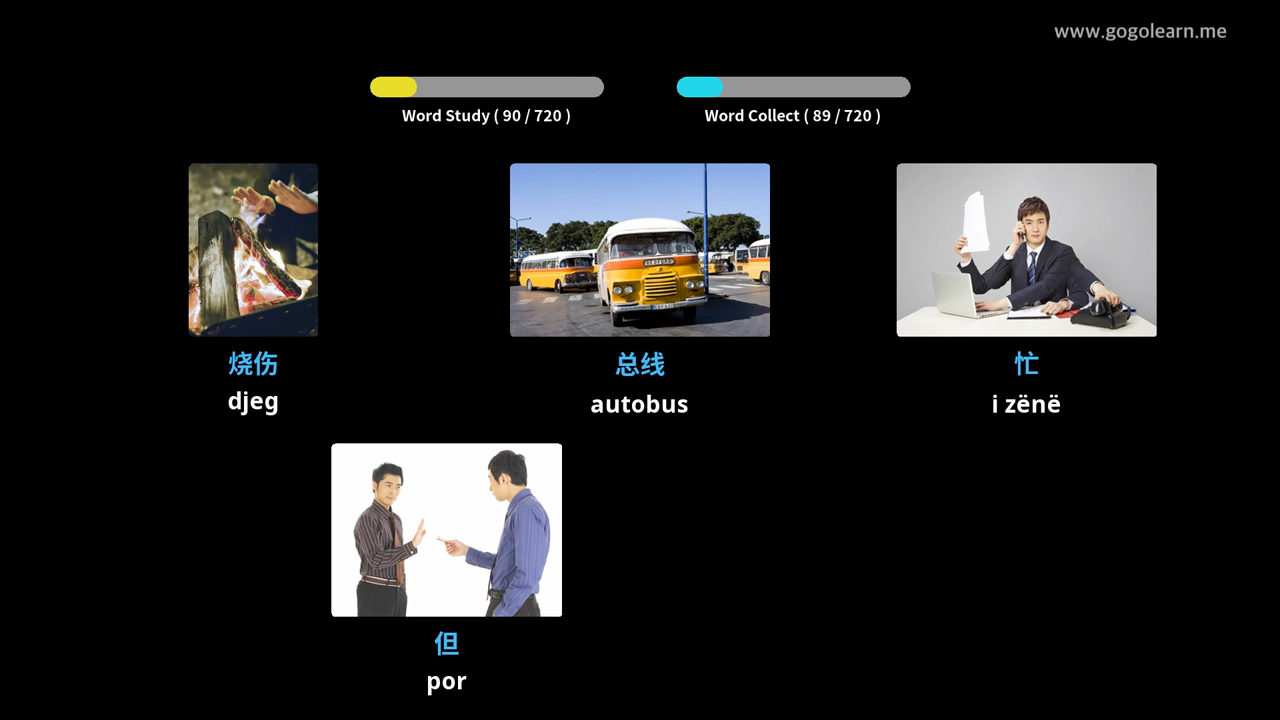 www.gogolearn.me
Word Study ( 90 / 720 )
Word Collect ( 89 / 720 )
BEDFORD
烧伤
djeg
总线
autobus
忙
i zënë
但
por